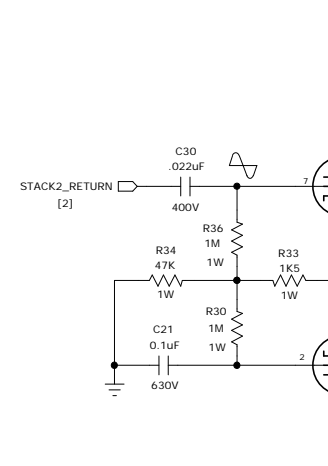 C30
.022uF
STACK2_RETURN
[2]
400V
7
R36
1M
1W
R34
47K
1W
R33
1K5
1W
R30
1M
1W
C21
0.1uF
630V
2